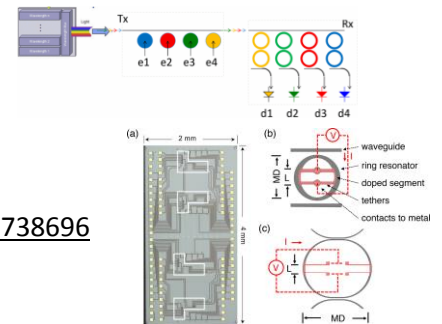 Light
Tx
Rx
e1 e2 e3 e4
d1 d2 d3 d4
(a)
2 mm
4 mm
738696
(b)
V
I
MD
L
waveguide
ring resonator
doped segment
tethers
contacts to metal
(c)
I
V
L
MD